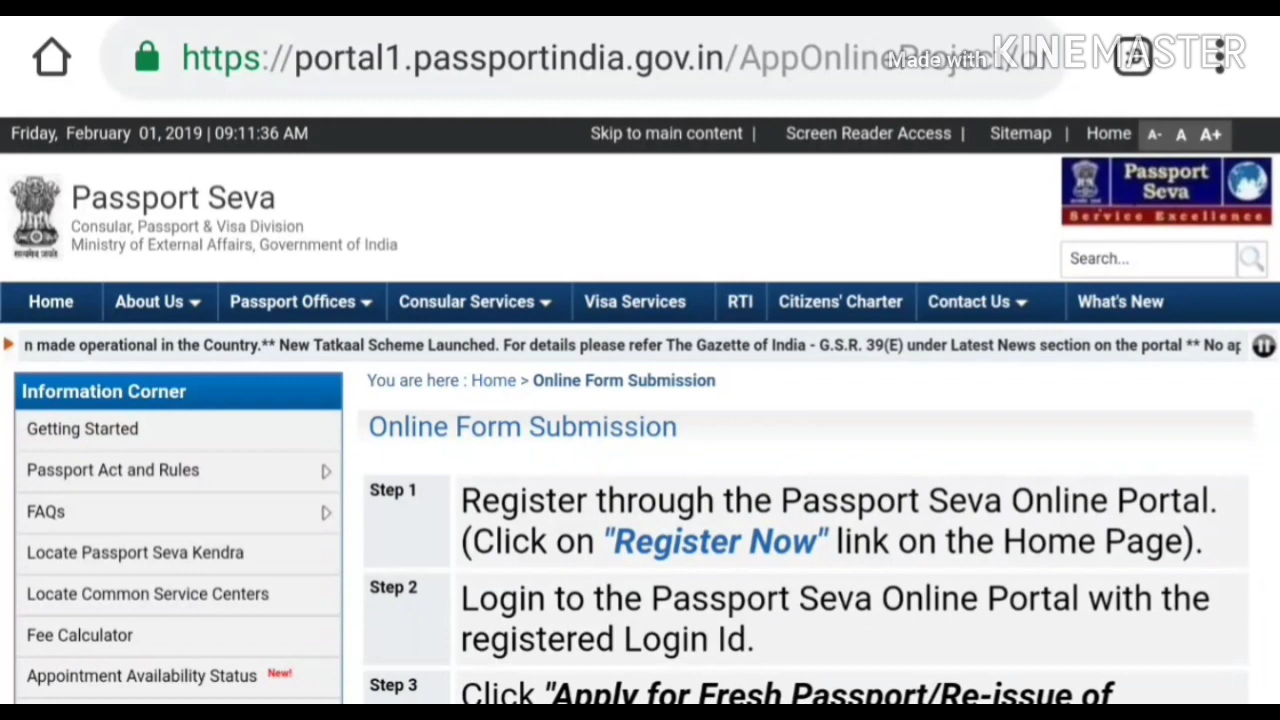 https://portal1.passportindia.gov.in/AppOnlineProject/on
Made with KINEMASTER
Friday, February 01, 2019 | 09:11:36 AM
Skip to main content | Screen Reader Access | Sitemap | Home A- A A+
Passport Seva
Consular, Passport & Visa Division
Ministry of External Affairs, Government of India
सत्यमेव जयते
Passport Seva
Service Excellence
Search...
Home About Us Passport Offices Consular Services Visa Services RTI Citizens' Charter Contact Us What's New
n made operational in the Country.** New Tatkaal Scheme Launched. For details please refer The Gazette of India - G.S.R. 39(E) under Latest News section on the portal ** No ap
Information Corner
Getting Started
Passport Act and Rules
FAQs
Locate Passport Seva Kendra
Locate Common Service Centers
Fee Calculator
Appointment Availability Status New!
You are here : Home > Online Form Submission
Online Form Submission
Step 1
Register through the Passport Seva Online Portal.
(Click on "Register Now" link on the Home Page).
Step 2
Login to the Passport Seva Online Portal with the
registered Login Id.
Step 3
Click "Apply for Fresh Passport/Re-issue of